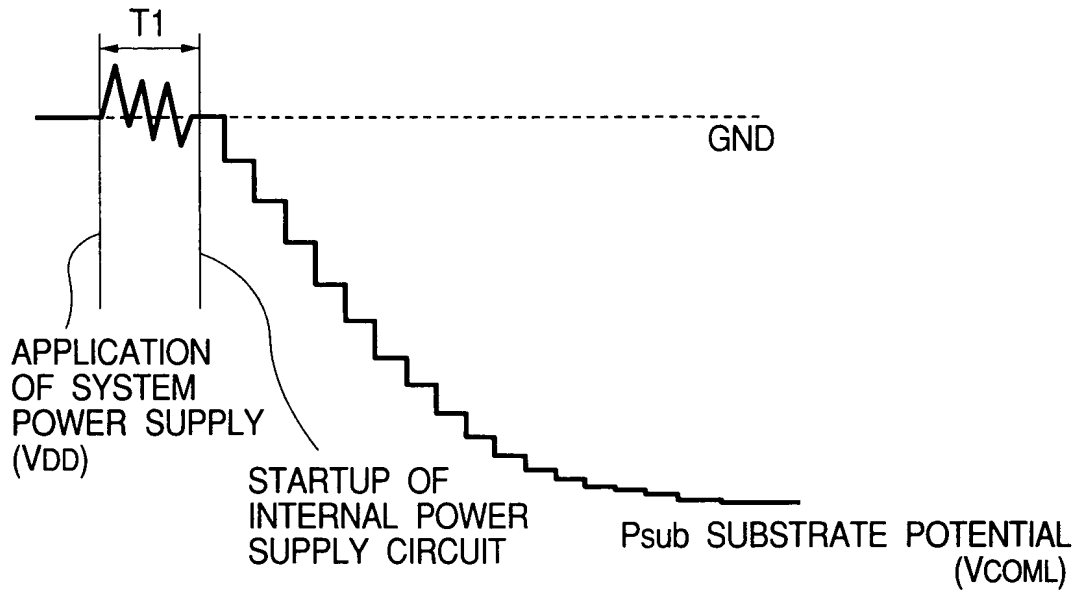 T1
GND
APPLICATION
OF SYSTEM
POWER SUPPLY
(VDD)
STARTUP OF
INTERNAL POWER
SUPPLY CIRCUIT
Psub SUBSTRATE POTENTIAL
(VCOML)